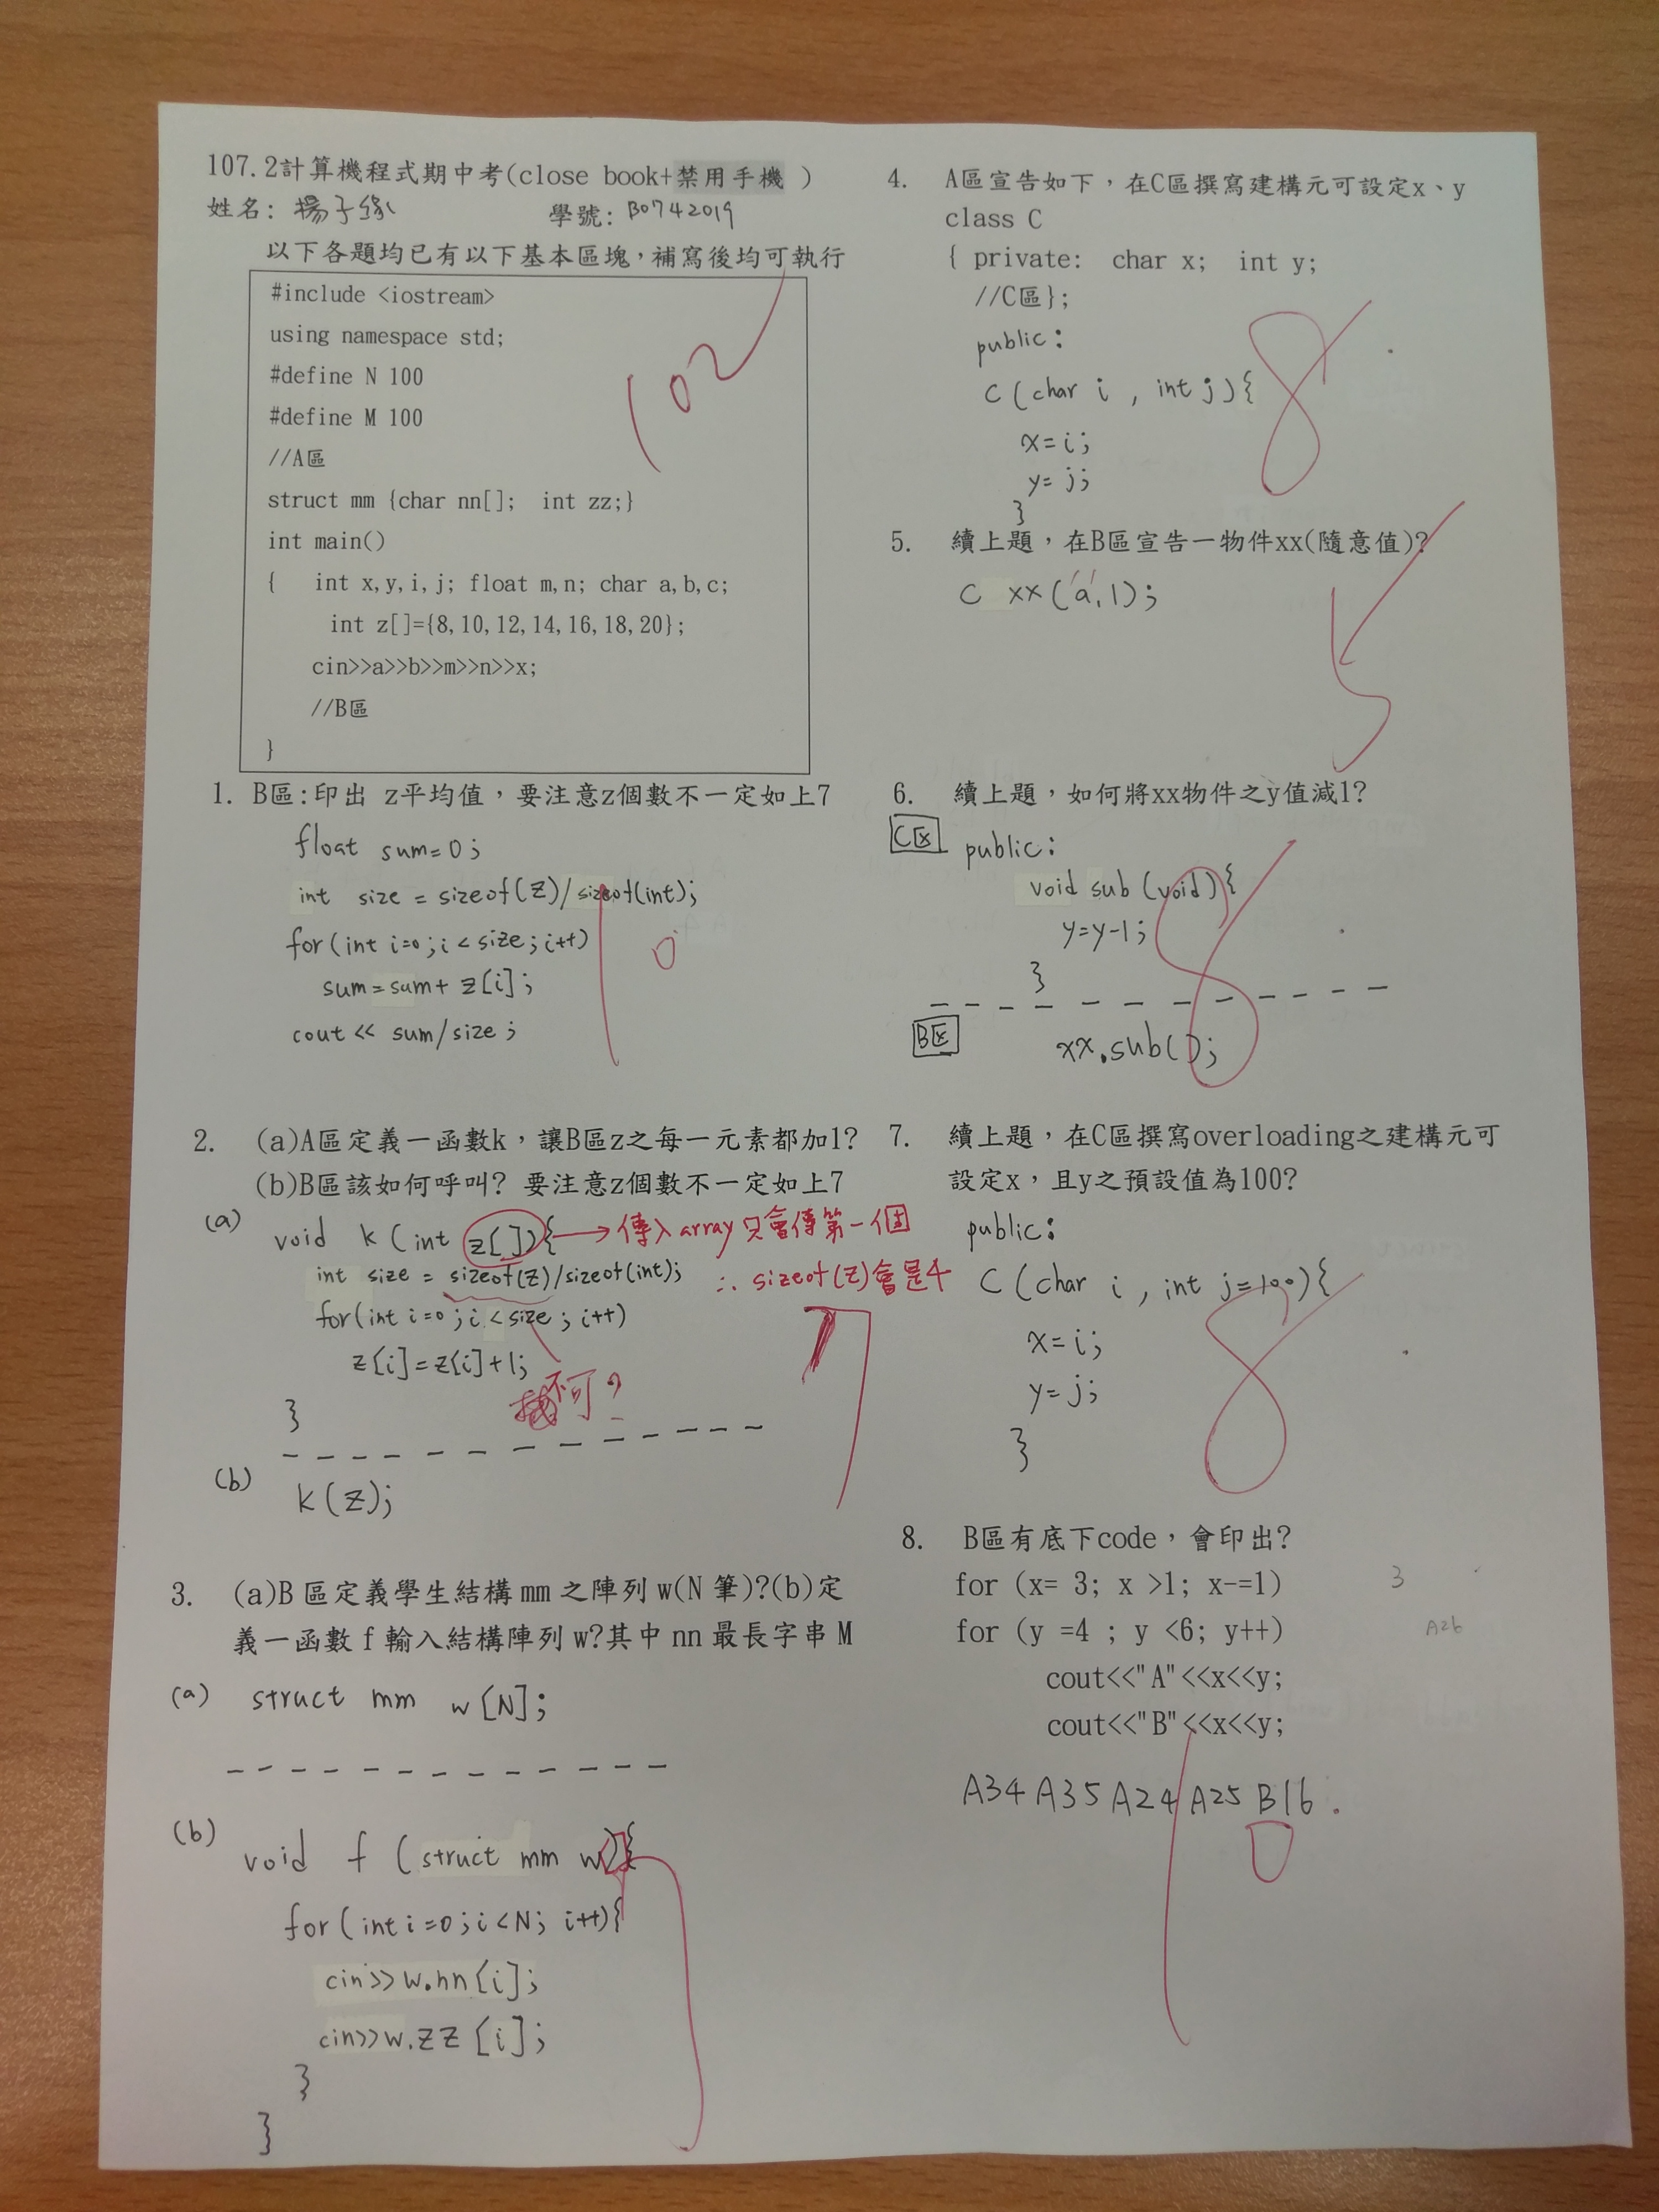 107.2計算機程式期中考(close book+禁用手機 )
姓名: 楊子緣 學號: B0742019
以下各題均已有以下基本區塊,補寫後均可執行
#include <iostream>
using namespace std;
#define N 100
#define M 100
//A區
struct mm {char nn[]; int zz;}
int main()
{ int x,y,i,j; float m,n; char a,b,c;
int z[]={8,10,12,14,16,18,20};
cin>>a>>b>>m>>n>>x;
//B區
}
102
1. B區:印出 z平均值,要注意z個數不一定如上7
float sum=0;
int size = sizeof(z)/sizeof(int);
for(int i=0;i<size;i++)
sum=sum+ z[i];
cout << sum/size;
10
2. (a)A區定義一函數k,讓B區z之每一元素都加1?
(b)B區該如何呼叫? 要注意z個數不一定如上7
(a) void k (int z[]){ → 傳入 array 只會傳第一個
int size = sizeof(z)/sizeof(int); ∴ sizeof(z)會是4
for(int i=0;i<size;i++)
z[i]=z[i]+1;
不可?
}
7
(b) k(z);
3. (a)B 區定義學生結構 mm 之陣列 w(N 筆)?(b)定
義一函數 f 輸入結構陣列 w?其中 nn 最長字串 M
(a) struct mm w[N];
(b) void f (struct mm w){
for(int i=0;i<N; i++){
cin>>w.nn[i];
cin>>w.zz[i];
}
}
7
4. A區宣告如下,在C區撰寫建構元可設定x、y
class C
{ private: char x; int y;
//C區};
public:
C(char i, int j){
x=i;
y=j;
}
8
5. 續上題,在B區宣告一物件xx(隨意值)?
C xx('a',1);
5
6. 續上題,如何將xx物件之y值減1?
C區 public:
void sub(void){
y=y-1;
}
B區 xx.sub();
8
7. 續上題,在C區撰寫overloading之建構元可
設定x,且y之預設值為100?
public:
C(char i, int j=100){
x=i;
y=j;
}
8
8. B區有底下code,會印出?
for (x= 3; x >1; x-=1) 3
for (y =4 ; y <6; y++) A26
cout<<"A"<<x<<y;
cout<<"B"<<x<<y;
A34 A35 A24 A25 B16.
10